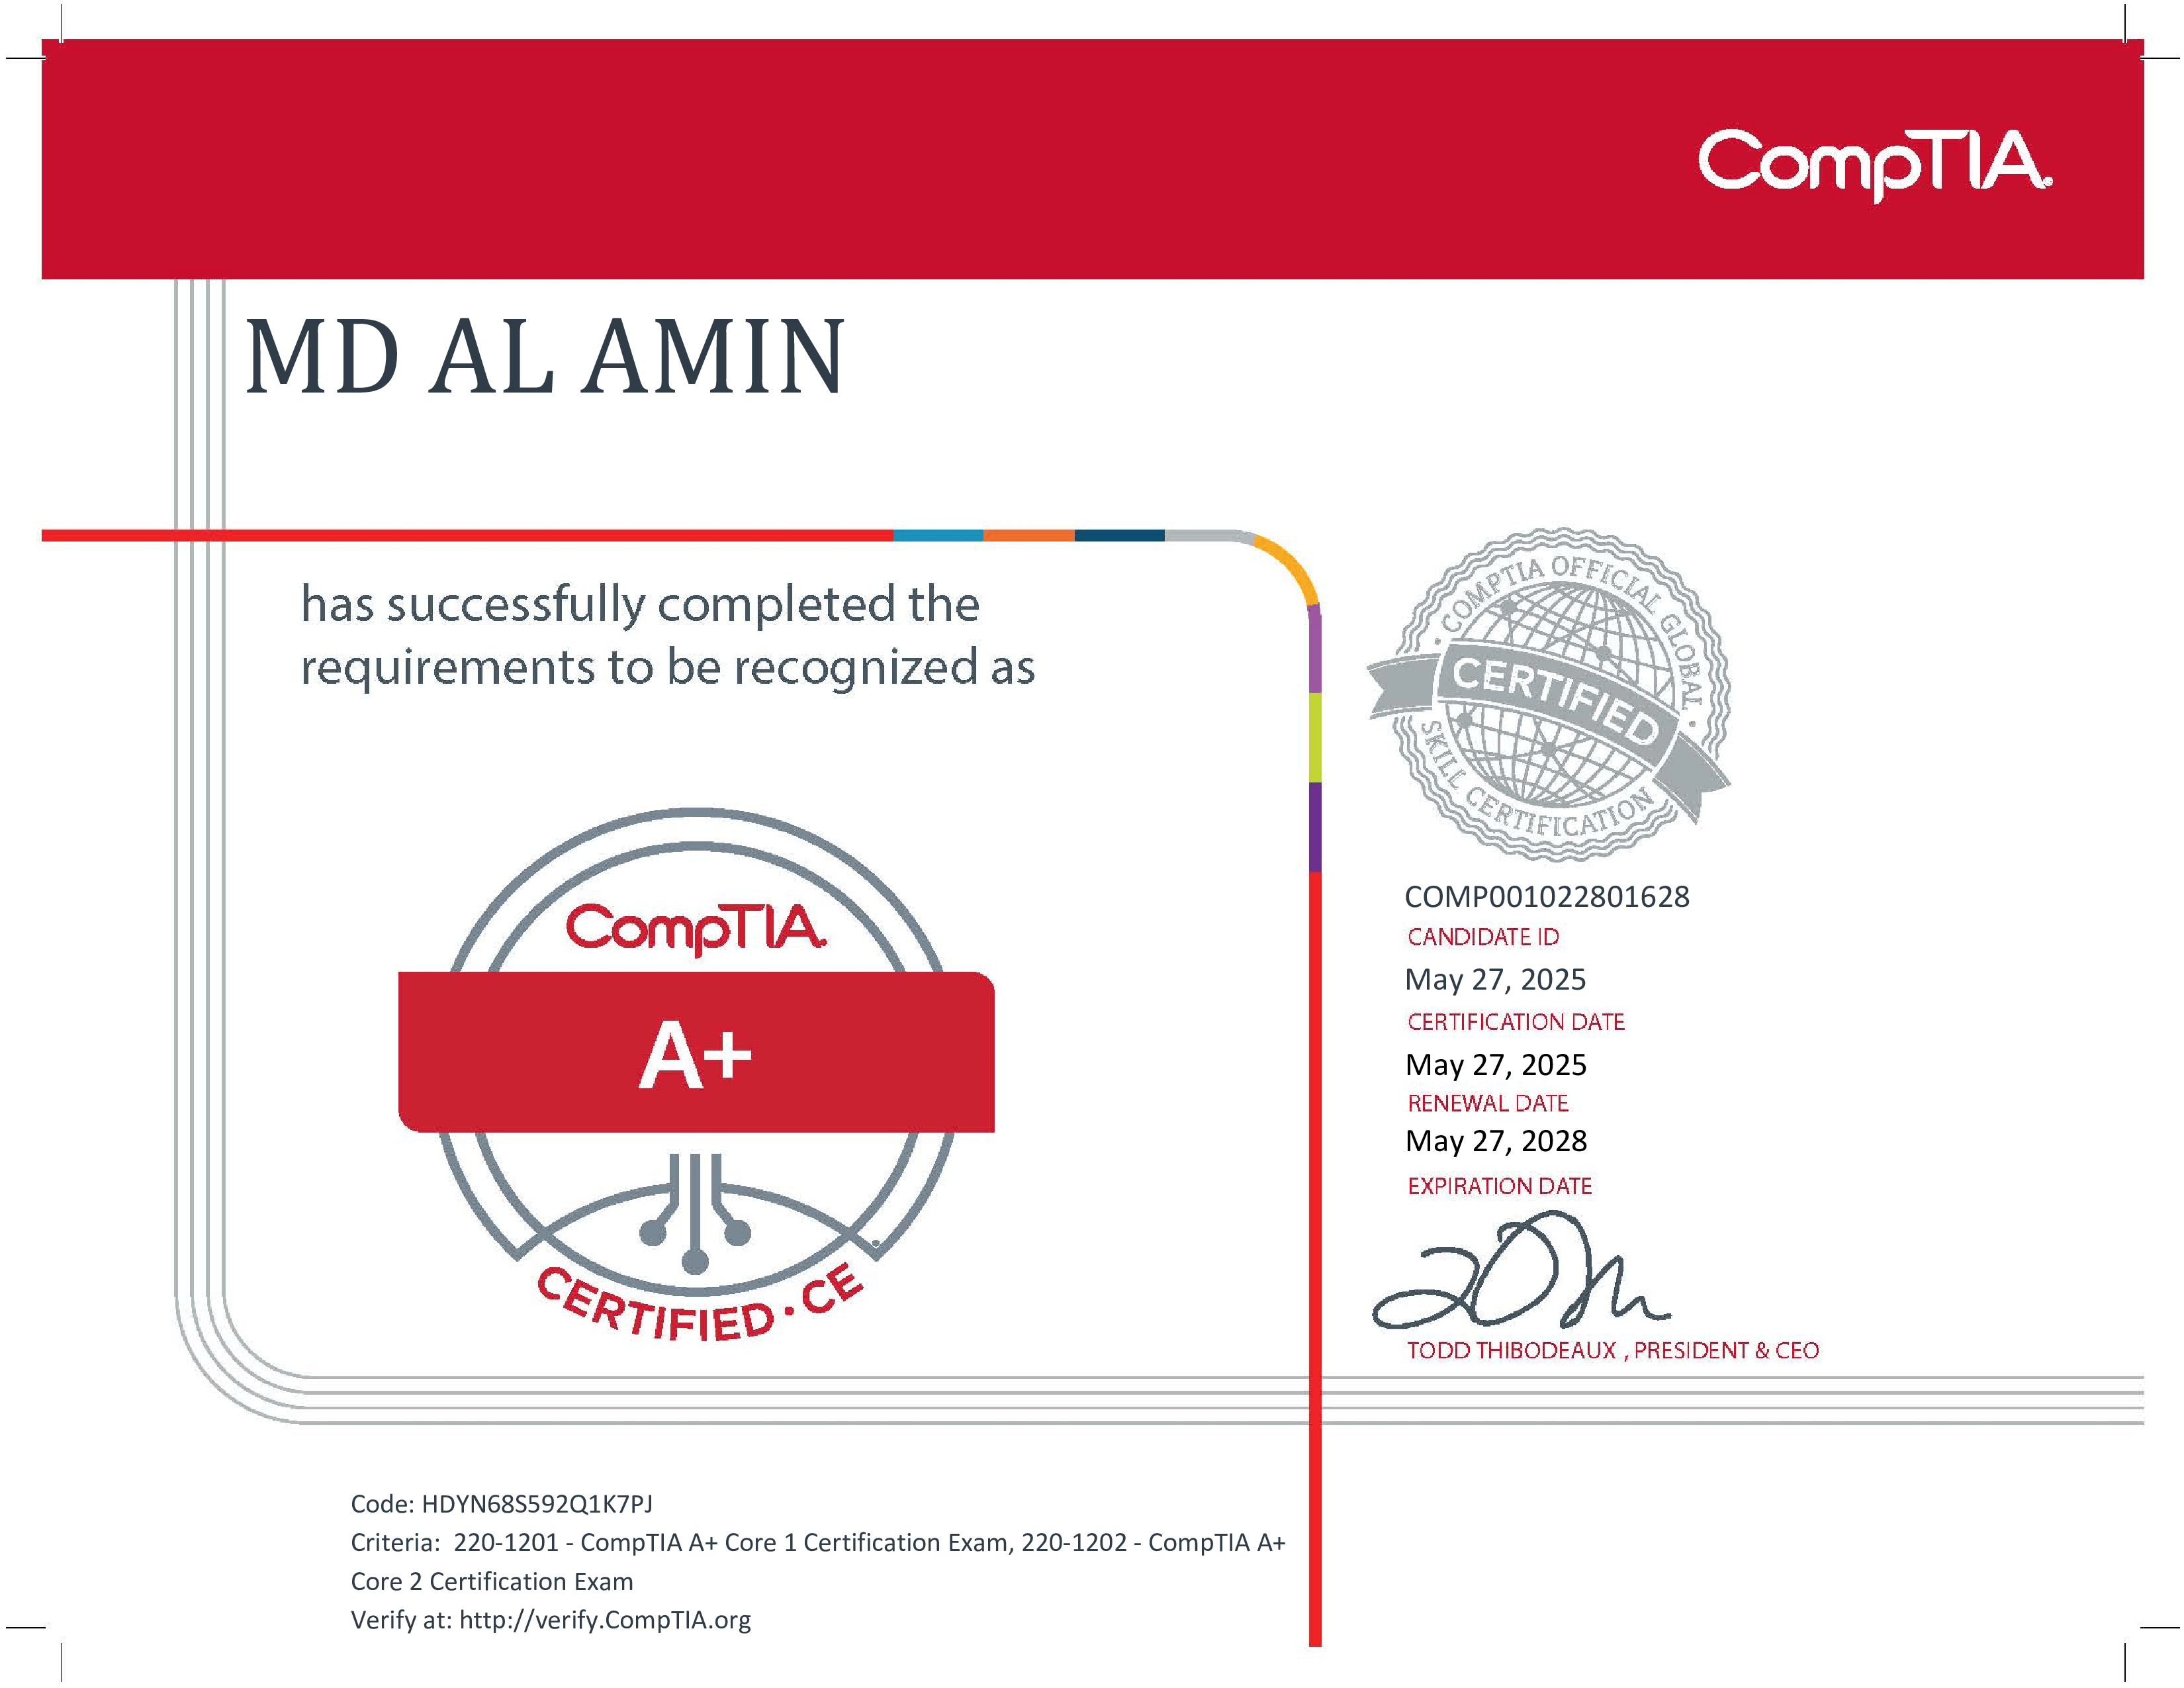 CompTIA.
MD AL AMIN
has successfully completed the
requirements to be recognized as
COMPTIA OFFICIAL GLOBAL
CERTIFIED
SKILL CERTIFICATION
CompTIA.
A+
CERTIFIED • CE
COMP001022801628
CANDIDATE ID
May 27, 2025
CERTIFICATION DATE
May 27, 2025
RENEWAL DATE
May 27, 2028
EXPIRATION DATE
TODD THIBODEAUX , PRESIDENT & CEO
Code: HDYN68S592Q1K7PJ
Criteria:  220-1201 - CompTIA A+ Core 1 Certification Exam, 220-1202 - CompTIA A+
Core 2 Certification Exam
Verify at: http://verify.CompTIA.org